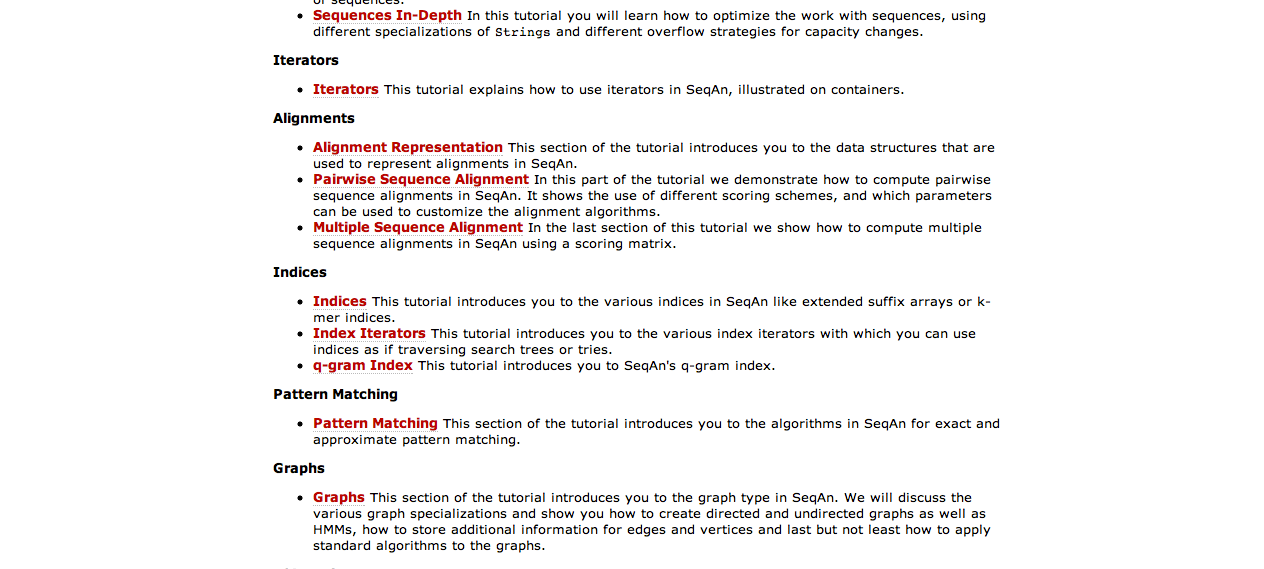 of sequences.
Sequences In-Depth In this tutorial you will learn how to optimize the work with sequences, using
different specializations of Strings and different overflow strategies for capacity changes.
Iterators
Iterators This tutorial explains how to use iterators in SeqAn, illustrated on containers.
Alignments
Alignment Representation This section of the tutorial introduces you to the data structures that are
used to represent alignments in SeqAn.
Pairwise Sequence Alignment In this part of the tutorial we demonstrate how to compute pairwise
sequence alignments in SeqAn. It shows the use of different scoring schemes, and which parameters
can be used to customize the alignment algorithms.
Multiple Sequence Alignment In the last section of this tutorial we show how to compute multiple
sequence alignments in SeqAn using a scoring matrix.
Indices
Indices This tutorial introduces you to the various indices in SeqAn like extended suffix arrays or k-
mer indices.
Index Iterators This tutorial introduces you to the various index iterators with which you can use
indices as if traversing search trees or tries.
q-gram Index This tutorial introduces you to SeqAn's q-gram index.
Pattern Matching
Pattern Matching This section of the tutorial introduces you to the algorithms in SeqAn for exact and
approximate pattern matching.
Graphs
Graphs This section of the tutorial introduces you to the graph type in SeqAn. We will discuss the
various graph specializations and show you how to create directed and undirected graphs as well as
HMMs, how to store additional information for edges and vertices and last but not least how to apply
standard algorithms to the graphs.